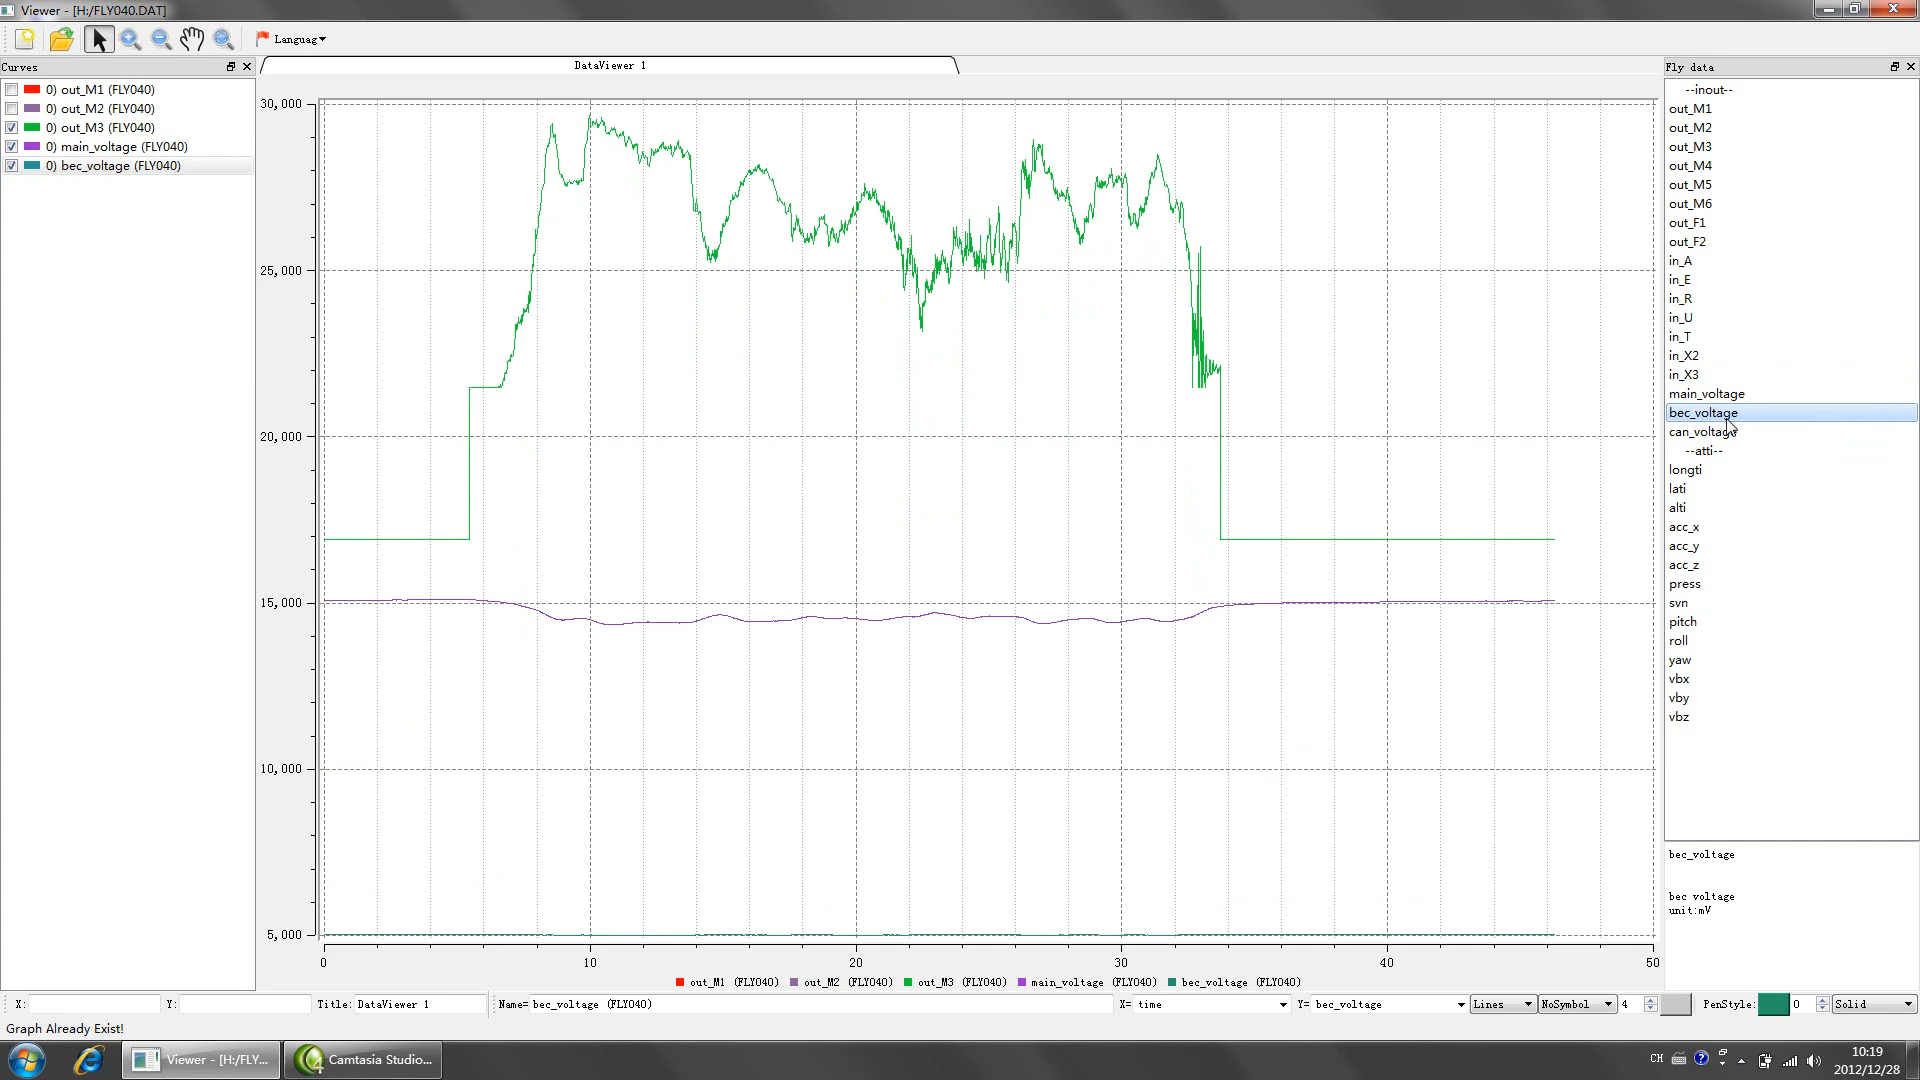 Viewer - [H:/FLY040.DAT]
Languag
Curves
DataViewer 1
Fly data
0) out_M1 (FLY040)
0) out_M2 (FLY040)
0) out_M3 (FLY040)
0) main_voltage (FLY040)
0) bec_voltage (FLY040)
30,000
25,000
20,000
15,000
10,000
5,000
0
10
20
30
40
50
out_M1 (FLY040)
out_M2 (FLY040)
out_M3 (FLY040)
main_voltage (FLY040)
bec_voltage (FLY040)
--inout--
out_M1
out_M2
out_M3
out_M4
out_M5
out_M6
out_F1
out_F2
in_A
in_E
in_R
in_U
in_T
in_X2
in_X3
main_voltage
bec_voltage
can_voltage
--atti--
longti
lati
alti
acc_x
acc_y
acc_z
press
svn
pitch
roll
yaw
vbx
vby
vbz
bec_voltage
bec voltage
unit:mV
X:
Y:
Title: DataViewer 1
Name= bec_voltage (FLY040)
X= time
Y= bec_voltage
Lines
NoSymbol
4
PenStyle:
0
Solid
Graph Already Exist!
Viewer - [H:/FLY...
Camtasia Studio...
CH
10:19
2012/12/28